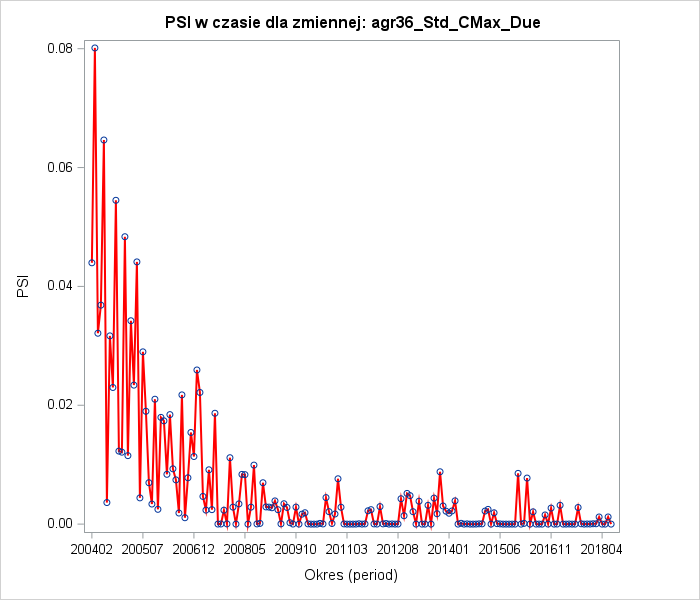 PSI w czasie dla zmiennej: agr36_Std_CMax_Due
0.08
0.06
0.04
0.02
0.00
PSI
200402 200507 200612 200805 200910 201103 201208 201401 201506 201611 201804
Okres (period)